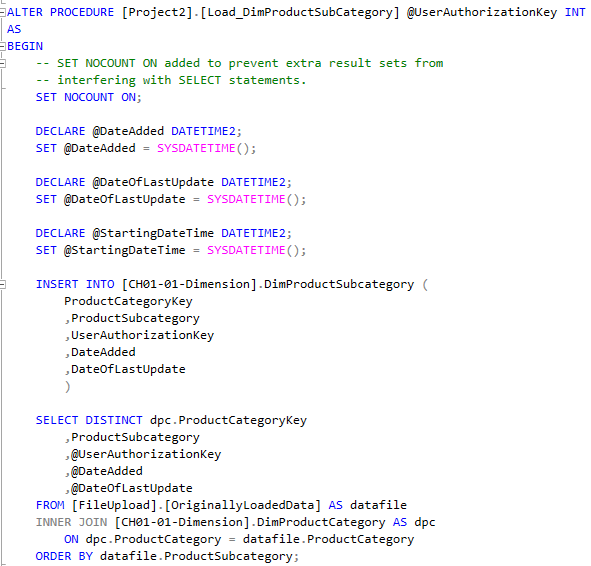 ALTER PROCEDURE [Project2].[Load_DimProductSubCategory] @UserAuthorizationKey INT
AS
BEGIN
    -- SET NOCOUNT ON added to prevent extra result sets from
    -- interfering with SELECT statements.
    SET NOCOUNT ON;

    DECLARE @DateAdded DATETIME2;
    SET @DateAdded = SYSDATETIME();

    DECLARE @DateOfLastUpdate DATETIME2;
    SET @DateOfLastUpdate = SYSDATETIME();

    DECLARE @StartingDateTime DATETIME2;
    SET @StartingDateTime = SYSDATETIME();

    INSERT INTO [CH01-01-Dimension].DimProductSubcategory (
        ProductCategoryKey
        ,ProductSubcategory
        ,UserAuthorizationKey
        ,DateAdded
        ,DateOfLastUpdate
        )

    SELECT DISTINCT dpc.ProductCategoryKey
        ,ProductSubcategory
        ,@UserAuthorizationKey
        ,@DateAdded
        ,@DateOfLastUpdate
    FROM [FileUpload].[OriginallyLoadedData] AS datafile
    INNER JOIN [CH01-01-Dimension].DimProductCategory AS dpc
        ON dpc.ProductCategory = datafile.ProductCategory
    ORDER BY datafile.ProductSubcategory;